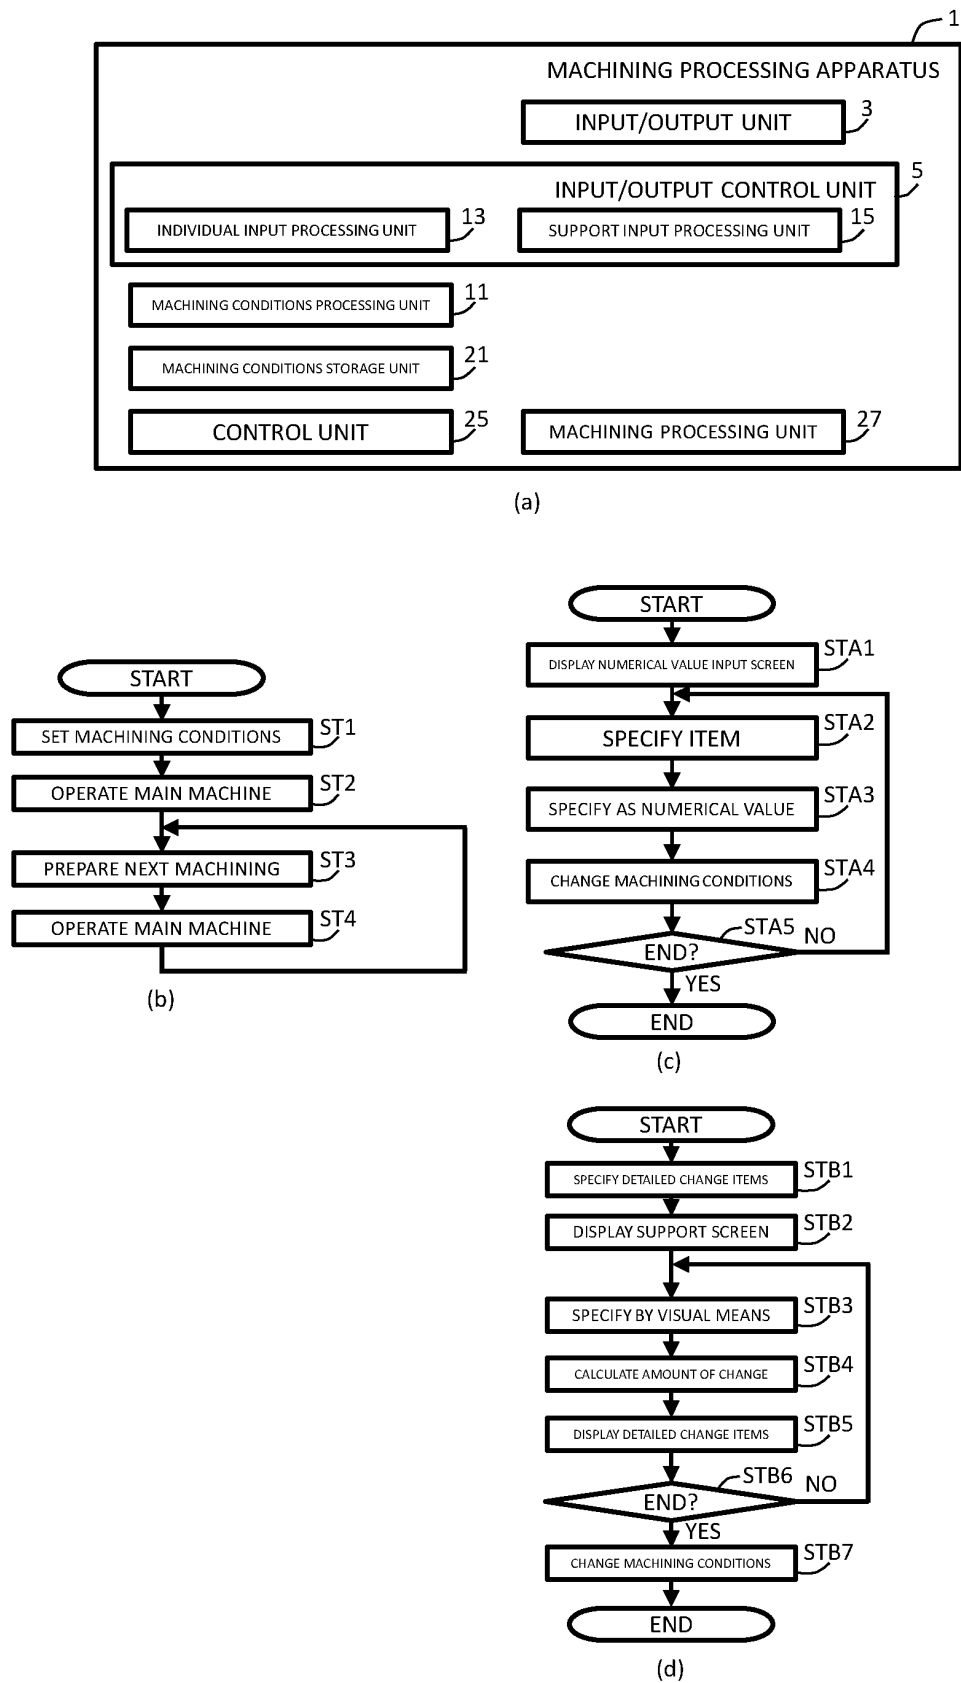 1
MACHINING PROCESSING APPARATUS
INPUT/OUTPUT UNIT
3
INPUT/OUTPUT CONTROL UNIT
5
INDIVIDUAL INPUT PROCESSING UNIT
13
SUPPORT INPUT PROCESSING UNIT
15
MACHINING CONDITIONS PROCESSING UNIT
11
MACHINING CONDITIONS STORAGE UNIT
21
CONTROL UNIT
25
MACHINING PROCESSING UNIT
27
(a)
START
SET MACHINING CONDITIONS
ST1
OPERATE MAIN MACHINE
ST2
PREPARE NEXT MACHINING
ST3
OPERATE MAIN MACHINE
ST4
(b)
START
DISPLAY NUMERICAL VALUE INPUT SCREEN
STA1
SPECIFY ITEM
STA2
SPECIFY AS NUMERICAL VALUE
STA3
CHANGE MACHINING CONDITIONS
STA4
END?
STA5
NO
YES
END
(c)
START
SPECIFY DETAILED CHANGE ITEMS
STB1
DISPLAY SUPPORT SCREEN
STB2
SPECIFY BY VISUAL MEANS
STB3
CALCULATE AMOUNT OF CHANGE
STB4
DISPLAY DETAILED CHANGE ITEMS
STB5
END?
STB6
NO
YES
CHANGE MACHINING CONDITIONS
STB7
END
(d)